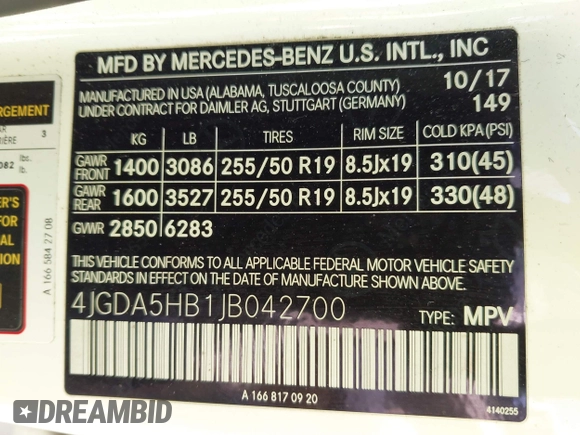 MFD BY MERCEDES-BENZ U.S. INTL., INC
MANUFACTURED IN USA (ALABAMA, TUSCALOOSA COUNTY) 10/17
UNDER CONTRACT FOR DAIMLER AG, STUTTGART (GERMANY) 149
KG LB TIRES RIM SIZE COLD KPA (PSI)
GAWR FRONT 1400 3086 255/50 R19 8.5Jx19 310(45)
GAWR REAR 1600 3527 255/50 R19 8.5Jx19 330(48)
GVWR 2850 6283
THIS VEHICLE CONFORMS TO ALL APPLICABLE FEDERAL MOTOR VEHICLE SAFETY
STANDARDS IN EFFECT ON THE DATE OF MANUFACTURE SHOWN ABOVE.
4JGDA5HB1JB042700 TYPE: MPV
A 166 817 09 20
4140255
ARGEMENT
3
lbs.
A 166 584 27 08
DREAMBID